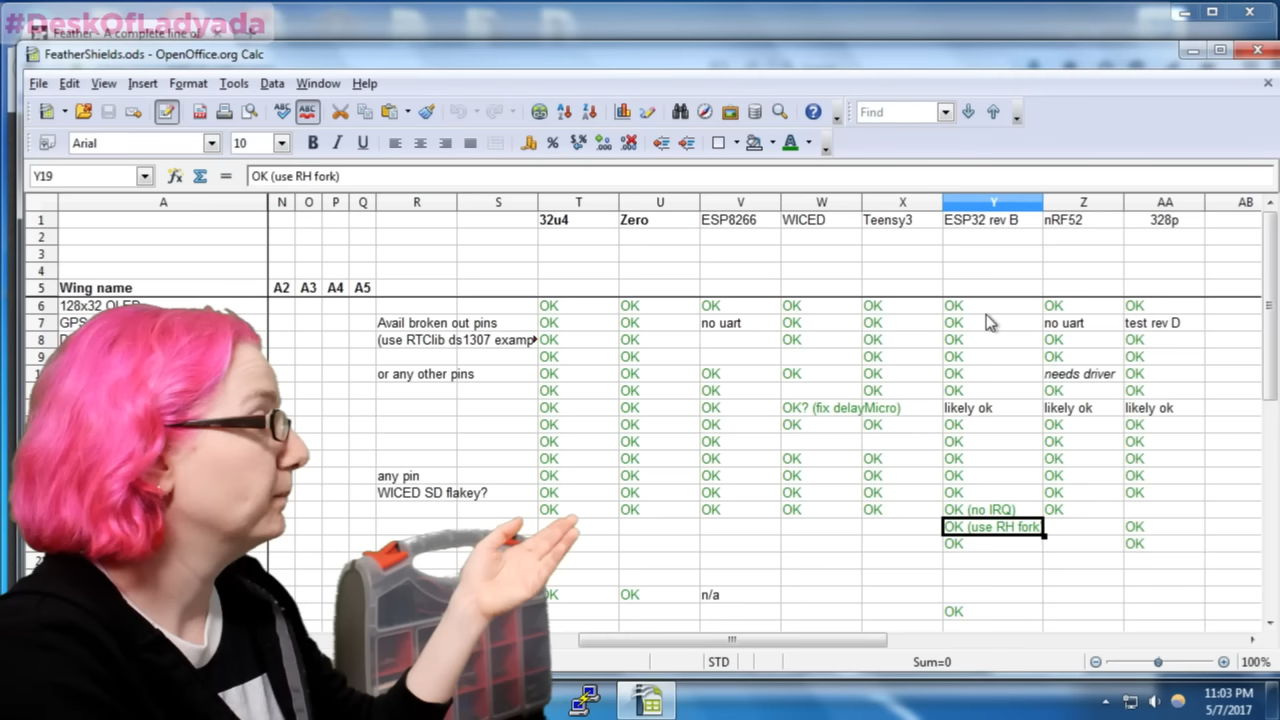 #DeskOfLadyada
Feather - A complete line of
FeatherShields.ods - OpenOffice.org Calc
File Edit View Insert Format Tools Data Window Help
Find
Arial 10
Y19 OK (use RH fork)
A N O P Q R S T U V W X Y Z AA AB
1 32u4 Zero ESP8266 WICED Teensy3 ESP32 rev B nRF52 328p
2
3
4
5 Wing name A2 A3 A4 A5
6 128x32 OLED OK OK OK OK OK OK OK OK
7 GPS Avail broken out pins OK OK no uart OK OK OK no uart test rev D
8 (use RTClib ds1307 examp OK OK OK OK OK OK OK
9 OK OK OK OK OK OK
or any other pins OK OK OK OK OK OK needs driver OK
OK OK OK OK OK OK
OK OK OK OK? (fix delayMicro) likely ok likely ok likely ok
OK OK OK OK OK OK OK OK
OK OK OK OK OK OK
OK OK OK OK OK OK OK OK
any pin OK OK OK OK OK OK OK OK
WICED SD flakey? OK OK OK OK OK OK OK OK
OK OK OK OK OK OK (no IRQ) OK
OK (use RH fork OK
OK OK
OK OK n/a
OK
STD Sum=0 100%
11:03 PM
5/7/2017